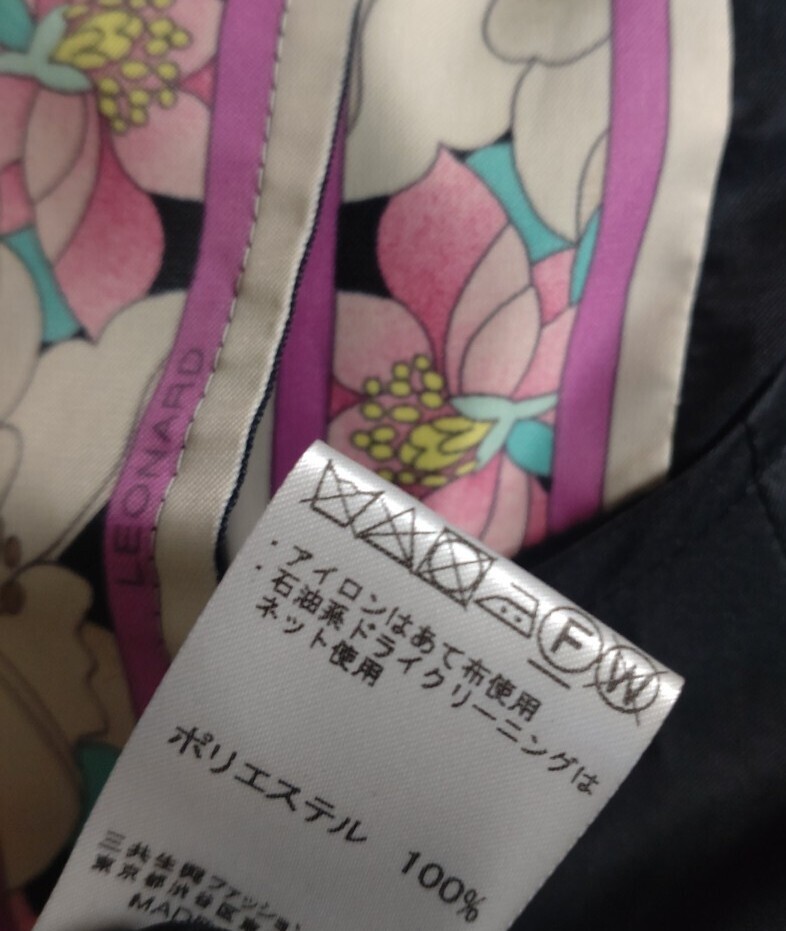 LEONARD
F W
・アイロンはあて布使用
・石油系ドライクリーニングは
ネット使用
ポリエステル 100%
三共生興ファッション
東京都渋谷区